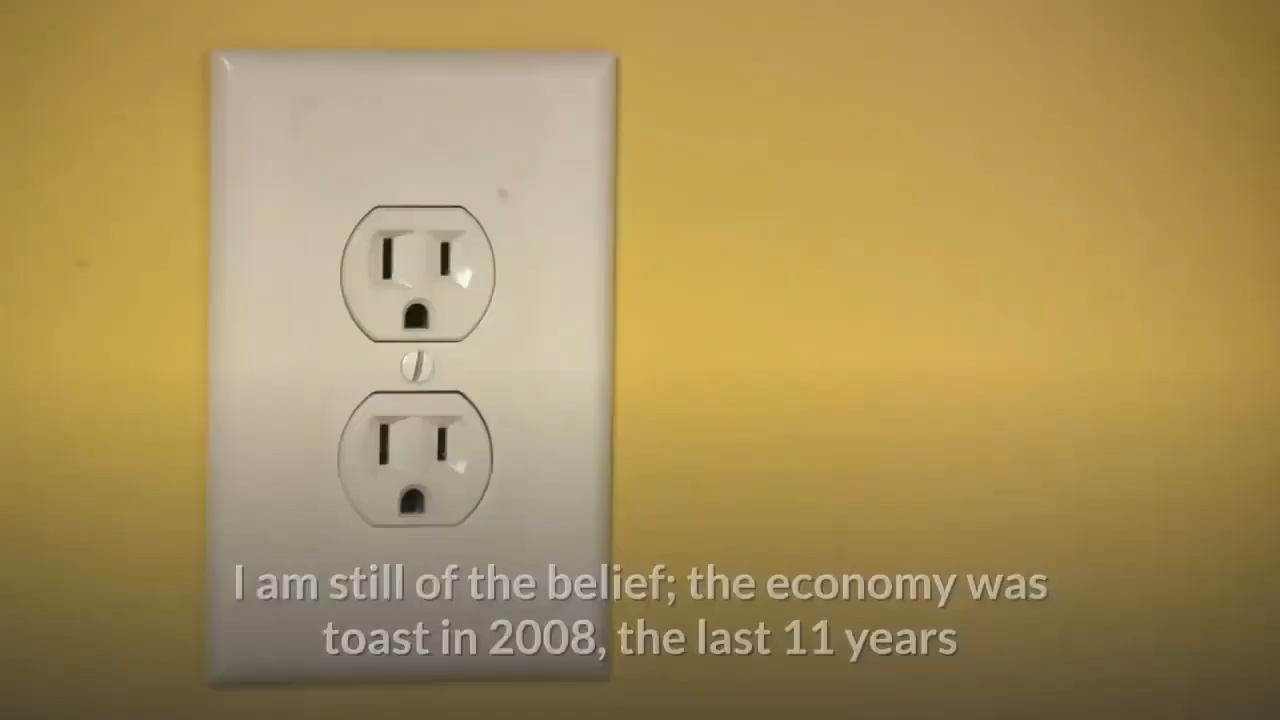 I am still of the belief; the economy was
toast in 2008, the last 11 years